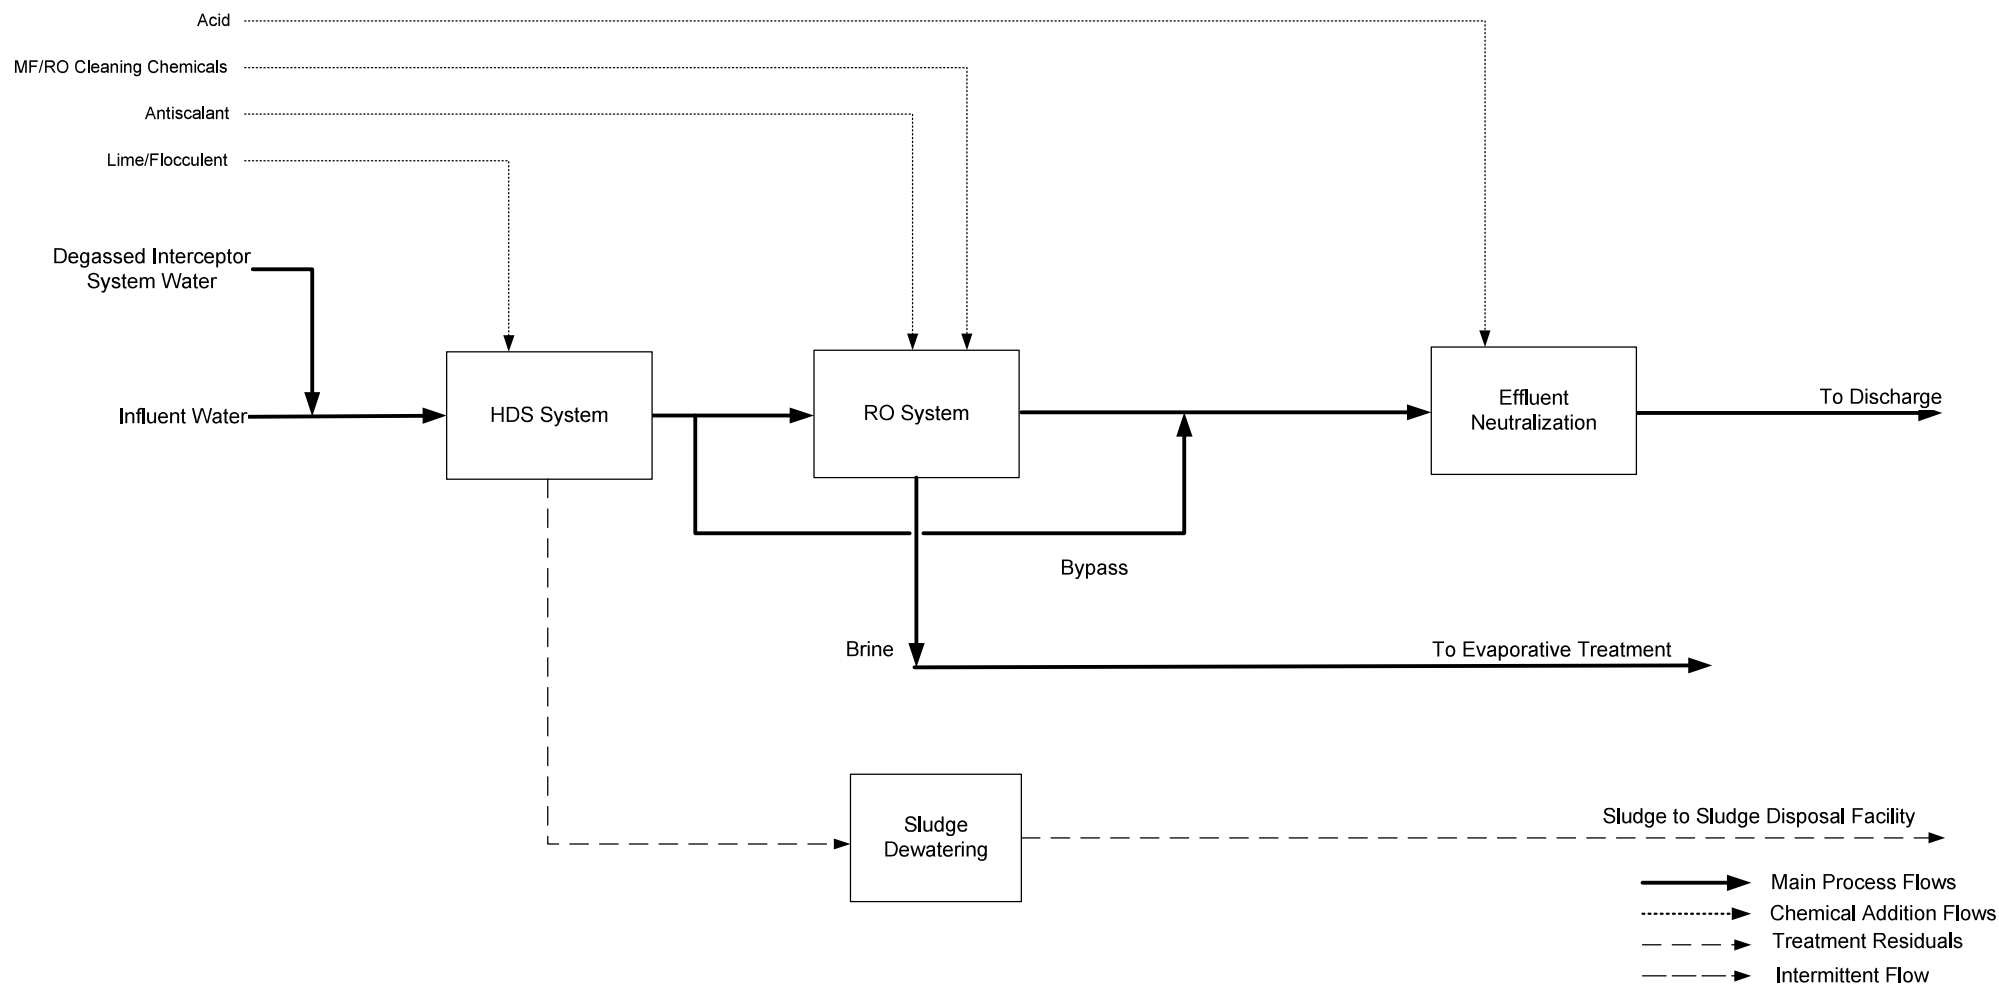 Acid
MF/RO Cleaning Chemicals
Antiscalant
Lime/Flocculent
Degassed Interceptor
System Water
Influent Water
HDS System
RO System
Effluent
Neutralization
To Discharge
Bypass
Brine
To Evaporative Treatment
Sludge
Dewatering
Sludge to Sludge Disposal Facility
Main Process Flows
Chemical Addition Flows
Treatment Residuals
Intermittent Flow